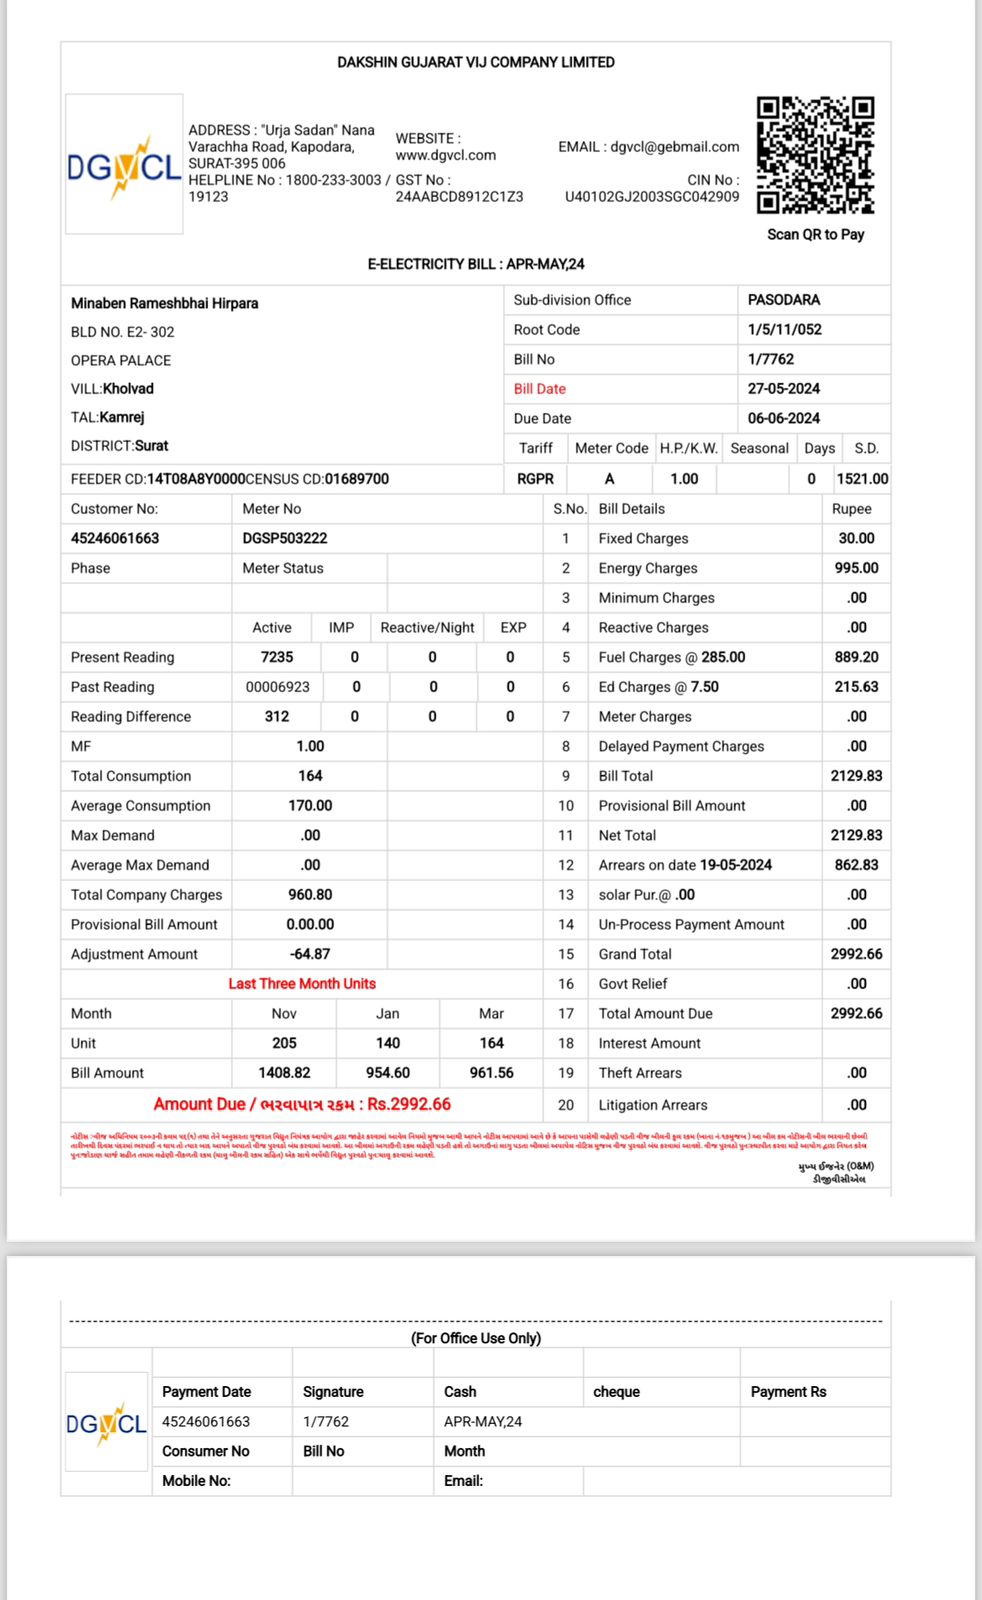 DAKSHIN GUJARAT VIJ COMPANY LIMITED
DGVCL
ADDRESS : "Urja Sadan" Nana
Varachha Road, Kapodara,
SURAT-395 006
HELPLINE No : 1800-233-3003 /
19123
WEBSITE :
www.dgvcl.com
GST No :
24AABCD8912C1Z3
EMAIL : dgvcl@gebmail.com
CIN No :
U40102GJ2003SGC042909
Scan QR to Pay
E-ELECTRICITY BILL : APR-MAY,24
Minaben Rameshbhai Hirpara
BLD NO. E2- 302
OPERA PALACE
VILL:Kholvad
TAL:Kamrej
DISTRICT:Surat
FEEDER CD:14T08A8Y0000CENSUS CD:01689700
Sub-division Office PASODARA
Root Code 1/5/11/052
Bill No 1/7762
Bill Date 27-05-2024
Due Date 06-06-2024
Tariff Meter Code H.P./K.W. Seasonal Days S.D.
RGPR A 1.00 0 1521.00
Customer No: Meter No
45246061663 DGSP503222
Phase Meter Status
Active IMP Reactive/Night EXP
Present Reading 7235 0 0 0
Past Reading 00006923 0 0 0
Reading Difference 312 0 0 0
MF 1.00
Total Consumption 164
Average Consumption 170.00
Max Demand .00
Average Max Demand .00
Total Company Charges 960.80
Provisional Bill Amount 0.00.00
Adjustment Amount -64.87
Last Three Month Units
Month Nov Jan Mar
Unit 205 140 164
Bill Amount 1408.82 954.60 961.56
Amount Due / ભરવાપાત્ર રકમ : Rs.2992.66
S.No. Bill Details Rupee
1 Fixed Charges 30.00
2 Energy Charges 995.00
3 Minimum Charges .00
4 Reactive Charges .00
5 Fuel Charges @ 285.00 889.20
6 Ed Charges @ 7.50 215.63
7 Meter Charges .00
8 Delayed Payment Charges .00
9 Bill Total 2129.83
10 Provisional Bill Amount .00
11 Net Total 2129.83
12 Arrears on date 19-05-2024 862.83
13 solar Pur.@ .00 .00
14 Un-Process Payment Amount .00
15 Grand Total 2992.66
16 Govt Relief .00
17 Total Amount Due 2992.66
18 Interest Amount
19 Theft Arrears .00
20 Litigation Arrears .00
મુખ્ય ઈજનેર (O&M)
ડીજીવીસીએલ
(For Office Use Only)
DGVCL
Payment Date Signature Cash cheque Payment Rs
45246061663 1/7762 APR-MAY,24
Consumer No Bill No Month
Mobile No: Email: